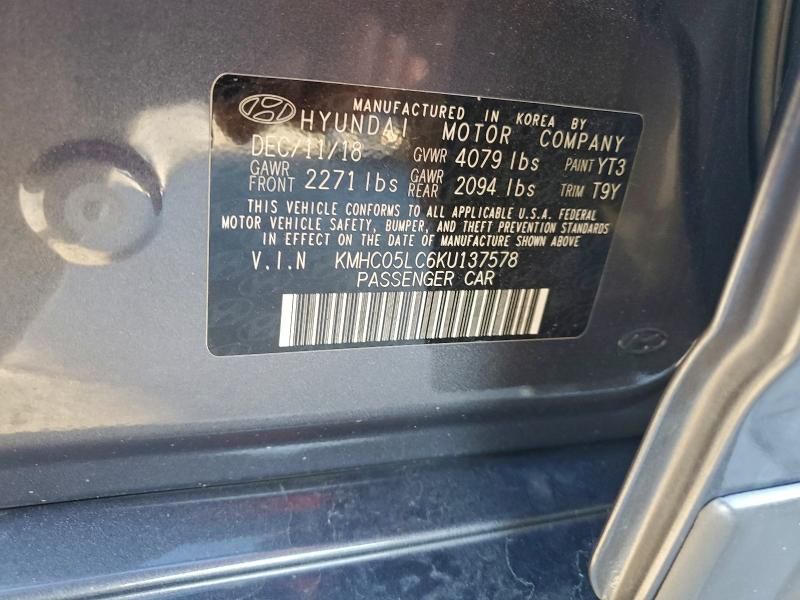 MANUFACTURED IN KOREA BY
HYUNDAI MOTOR COMPANY
DEC/11/18 GVWR 4079 lbs PAINT YT3
GAWR FRONT 2271 lbs GAWR REAR 2094 lbs TRIM T9Y
THIS VEHICLE CONFORMS TO ALL APPLICABLE U.S.A. FEDERAL
MOTOR VEHICLE SAFETY, BUMPER, AND THEFT PREVENTION STANDARDS
IN EFFECT ON THE DATE OF MANUFACTURE SHOWN ABOVE
V.I.N KMHC05LC6KU137578
PASSENGER CAR